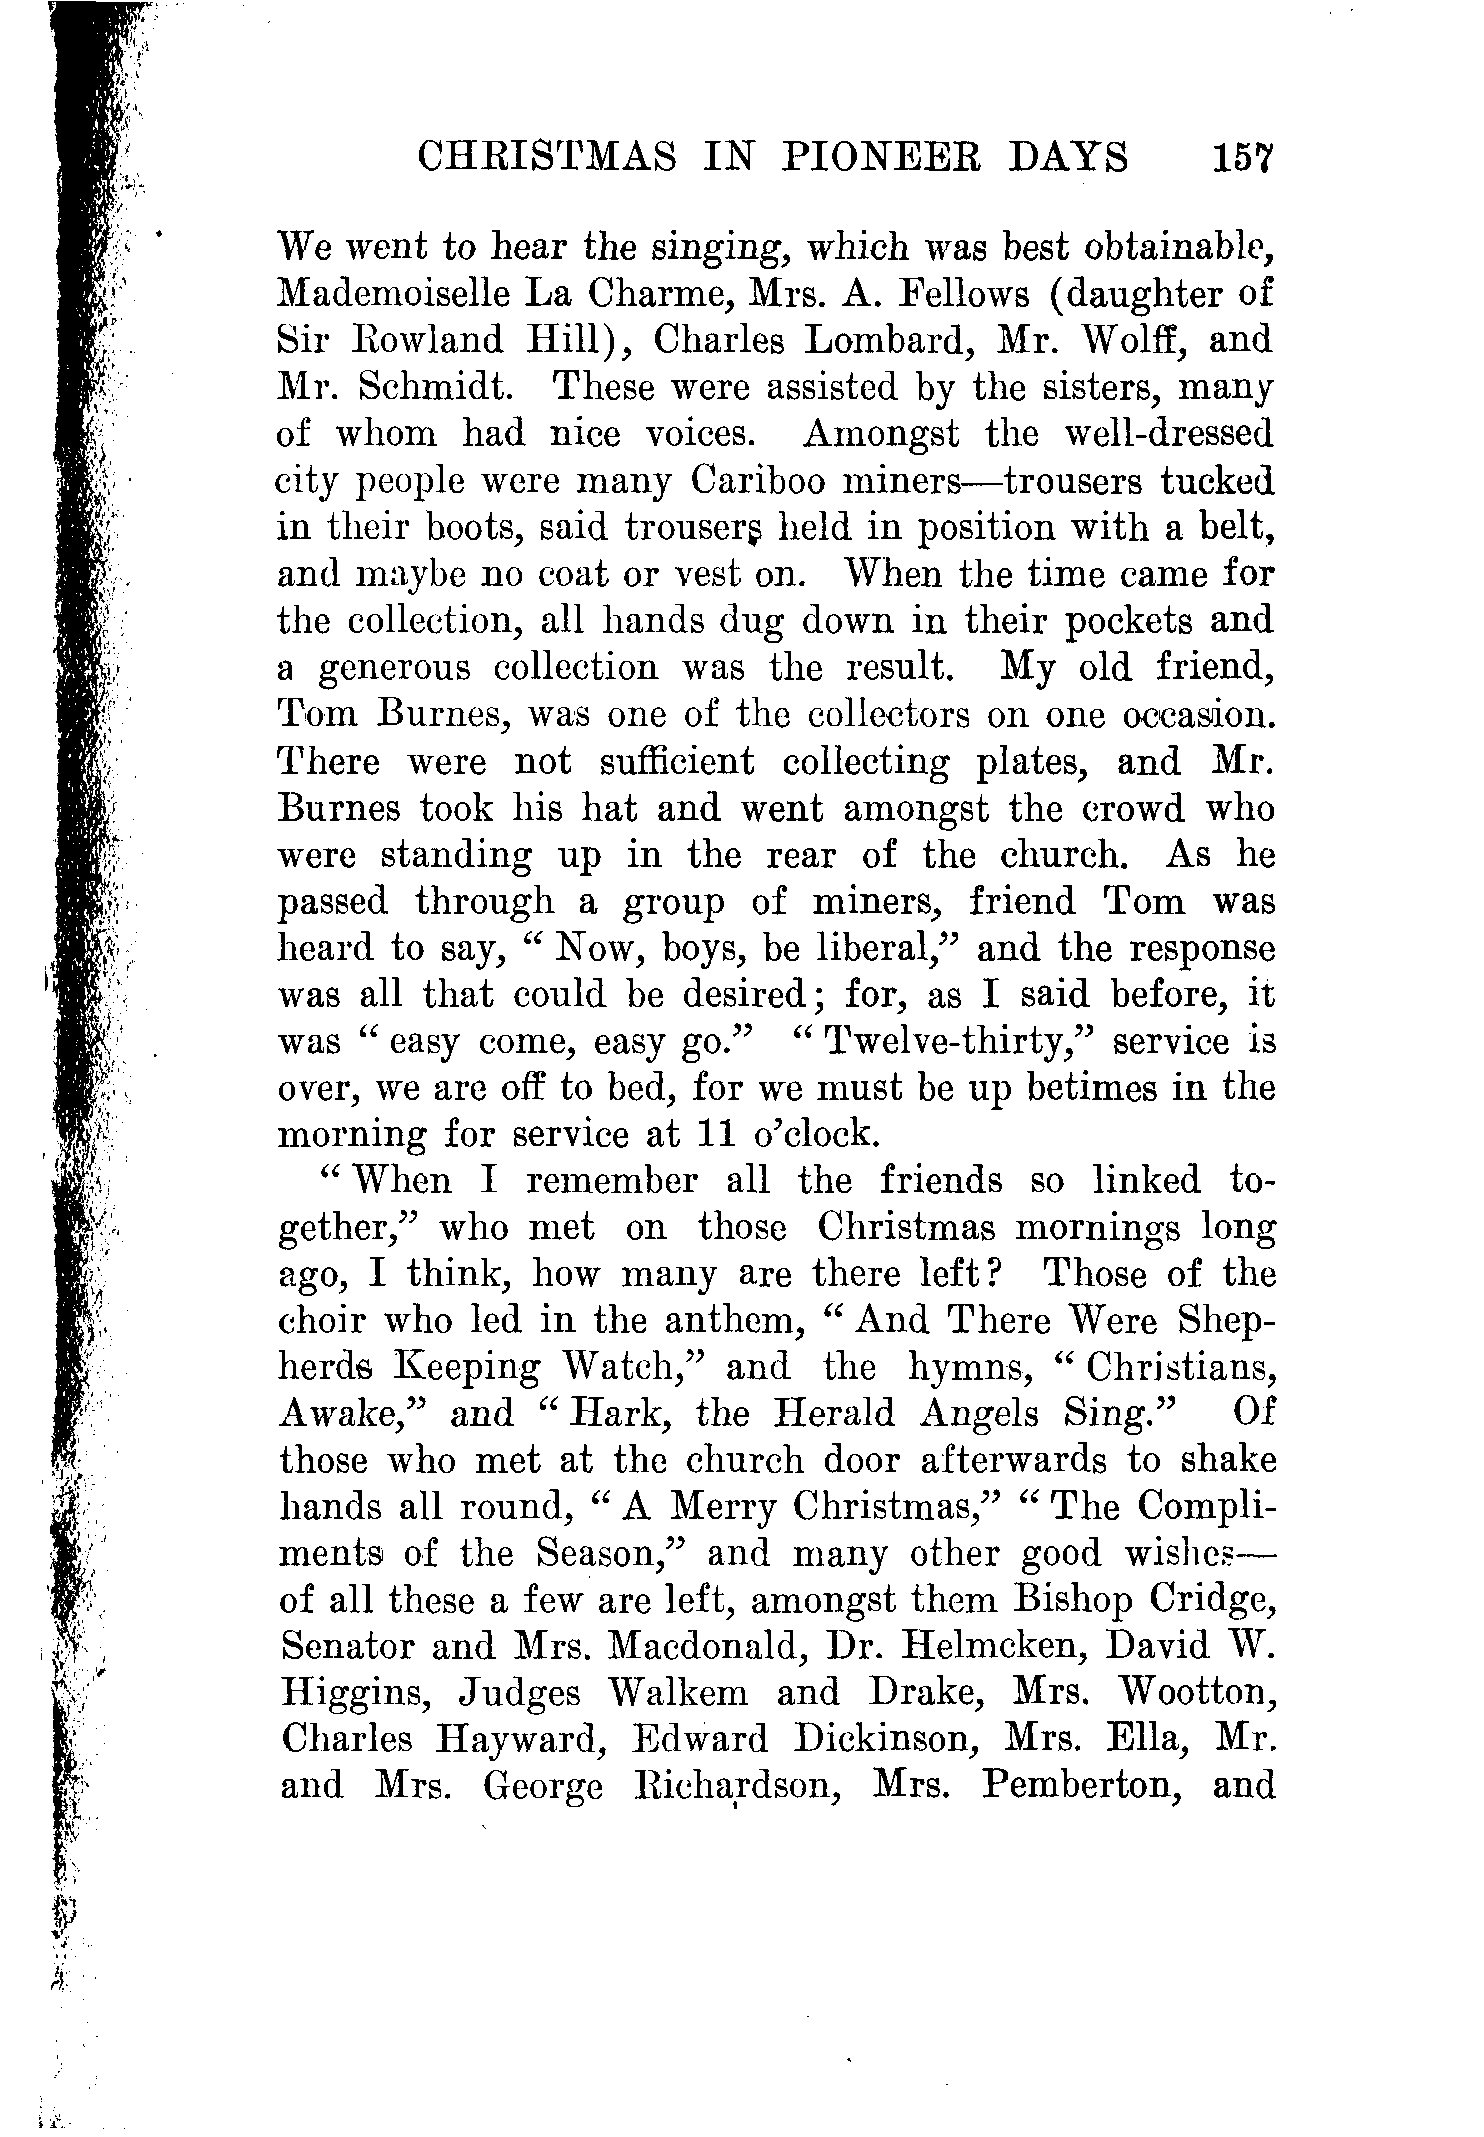 CHRISTMAS IN PIONEER DAYS 157
We went to hear the singing, which was best obtainable,
Mademoiselle La Charme, Mrs. A. Fellows (daughter of
Sir Rowland Hill), Charles Lombard, Mr. Wolff, and
Mr. Schmidt. These were assisted by the sisters, many
of whom had nice voices. Amongst the well-dressed
city people were many Cariboo miners—trousers tucked
in their boots, said trousers held in position with a belt,
and maybe no coat or vest on. When the time came for
the collection, all hands dug down in their pockets and
a generous collection was the result. My old friend,
Tom Burnes, was one of the collectors on one occasion.
There were not sufficient collecting plates, and Mr.
Burnes took his hat and went amongst the crowd who
were standing up in the rear of the church. As he
passed through a group of miners, friend Tom was
heard to say, “ Now, boys, be liberal,” and the response
was all that could be desired; for, as I said before, it
was “ easy come, easy go.” “ Twelve-thirty,” service is
over, we are off to bed, for we must be up betimes in the
morning for service at 11 o’clock.
“ When I remember all the friends so linked to-
gether,” who met on those Christmas mornings long
ago, I think, how many are there left? Those of the
choir who led in the anthem, “ And There Were Shep-
herds Keeping Watch,” and the hymns, “ Christians,
Awake,” and “ Hark, the Herald Angels Sing.” Of
those who met at the church door afterwards to shake
hands all round, “ A Merry Christmas,” “ The Compli-
ments of the Season,” and many other good wishes—
of all these a few are left, amongst them Bishop Cridge,
Senator and Mrs. Macdonald, Dr. Helmcken, David W.
Higgins, Judges Walkem and Drake, Mrs. Wootton,
Charles Hayward, Edward Dickinson, Mrs. Ella, Mr.
and Mrs. George Richardson, Mrs. Pemberton, and